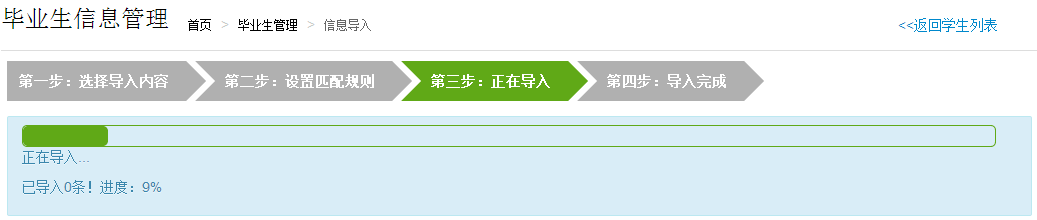 毕业生信息管理 首页 > 毕业生管理 > 信息导入 <<返回学生列表
第一步：选择导入内容 第二步：设置匹配规则 第三步：正在导入 第四步：导入完成
正在导入...
已导入0条！进度：9%